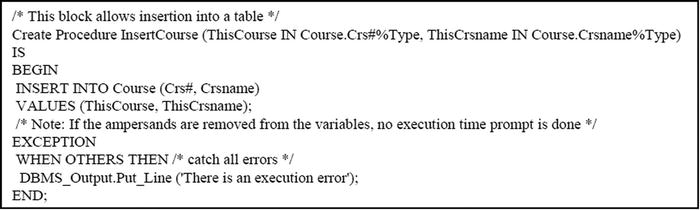 /* This block allows insertion into a table */
Create Procedure InsertCourse (ThisCourse IN Course.Crs#%Type, ThisCrsname IN Course.Crsname%Type)
IS
BEGIN
INSERT INTO Course (Crs#, Crsname)
VALUES (ThisCourse, ThisCrsname);
/* Note: If the ampersands are removed from the variables, no execution time prompt is done */
EXCEPTION
WHEN OTHERS THEN /* catch all errors */
DBMS_Output.Put_Line ('There is an execution error');
END;